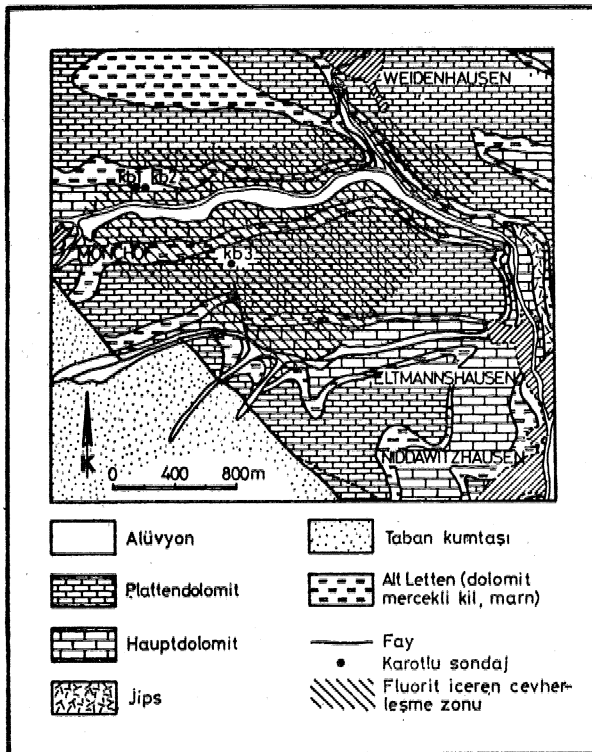 WEIDENHAUSEN
kb1 kb2
MÖNCHOF
kb3
ELTMANNSHAUSEN
NIDDAWITZHAUSEN
K
0 400 800m
Alüvyon
Taban kumtaşı
Plattendolomit
Alt Letten (dolomit
mercekli kil, marn)
Hauptdolomit
Fay
Karotlu sondaj
Jips
Fluorit içeren cevher-
leşme zonu